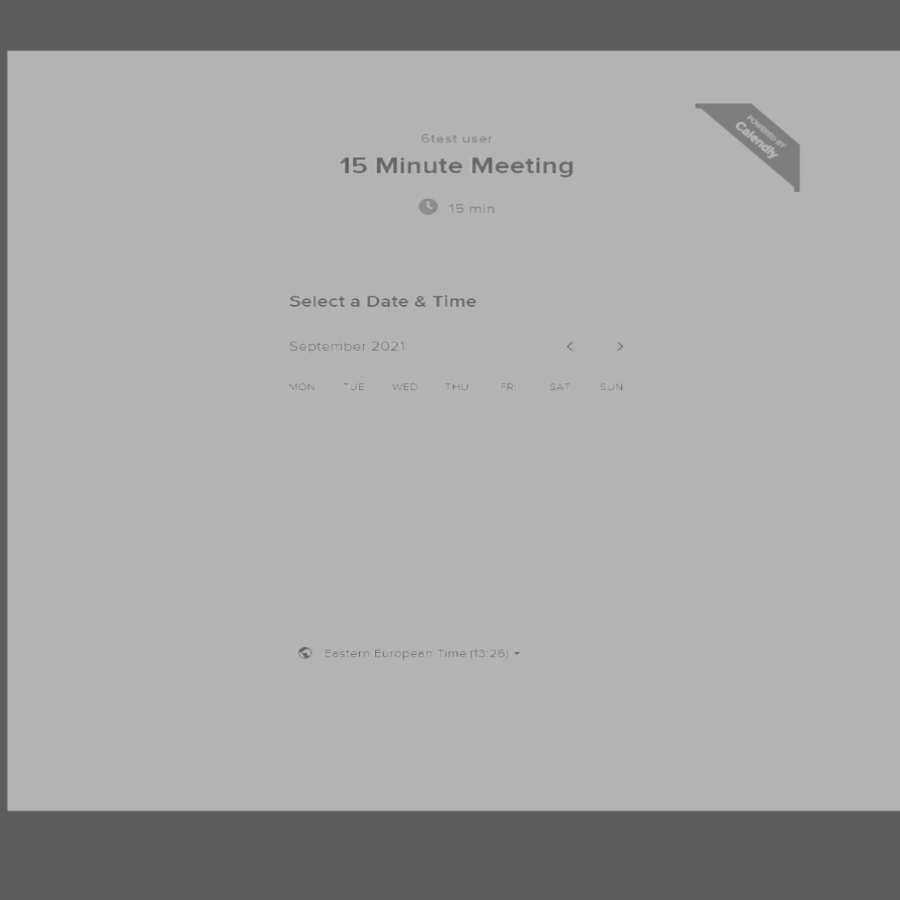 POWERED BY
Calendly
6test user
15 Minute Meeting
15 min
Select a Date & Time
September 2021
MON TUE WED THU FRI SAT SUN
Eastern European Time (13:26)